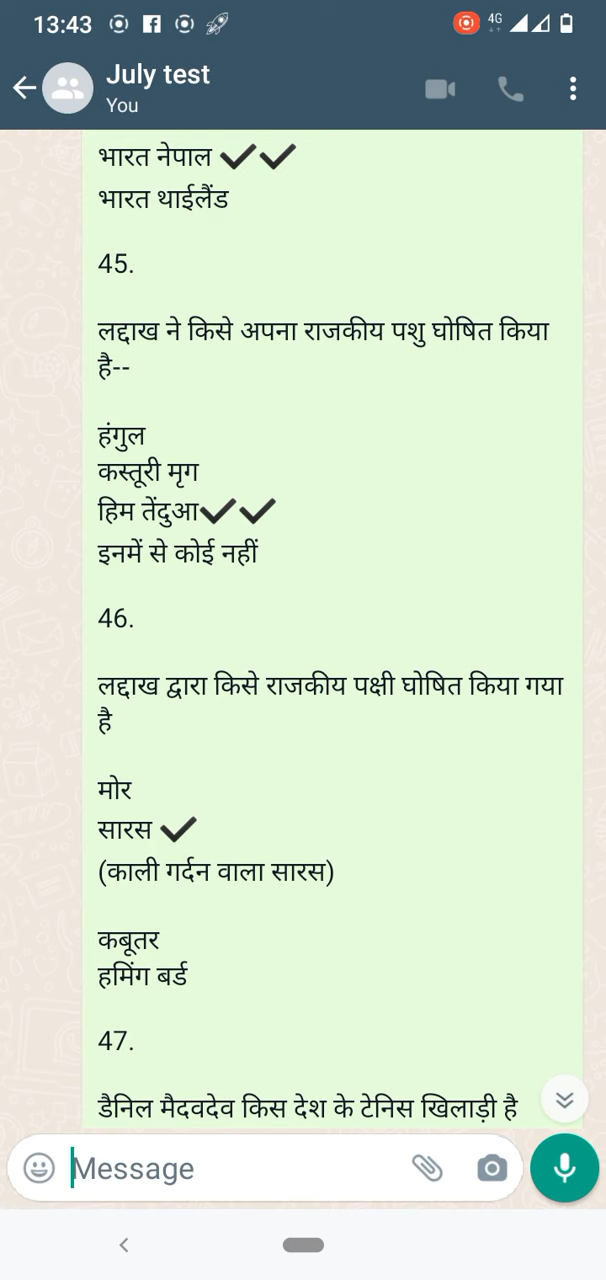 13:43
4G
July test
You
भारत नेपाल ✔✔
भारत थाईलैंड
45.
लद्दाख ने किसे अपना राजकीय पशु घोषित किया
है--
हंगुल
कस्तूरी मृग
हिम तेंदुआ✔✔
इनमें से कोई नहीं
46.
लद्दाख द्वारा किसे राजकीय पक्षी घोषित किया गया
है
मोर
सारस ✔
(काली गर्दन वाला सारस)
कबूतर
हमिंग बर्ड
47.
डैनिल मैदवदेव किस देश के टेनिस खिलाड़ी है
Message